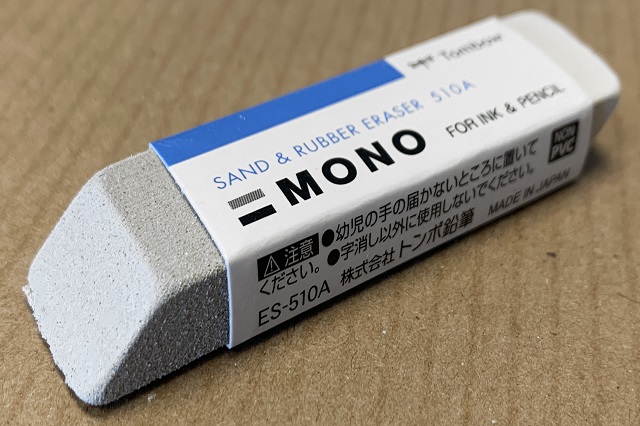 Tombow
SAND & RUBBER ERASER 510A
MONO FOR INK & PENCIL
⚠注意 ●幼児の手の届かないところに置いて
ください。 ●字消し以外に使用しないでください。
ES-510A 株式会社トンボ鉛筆 MADE IN JAPAN
NON
PVC